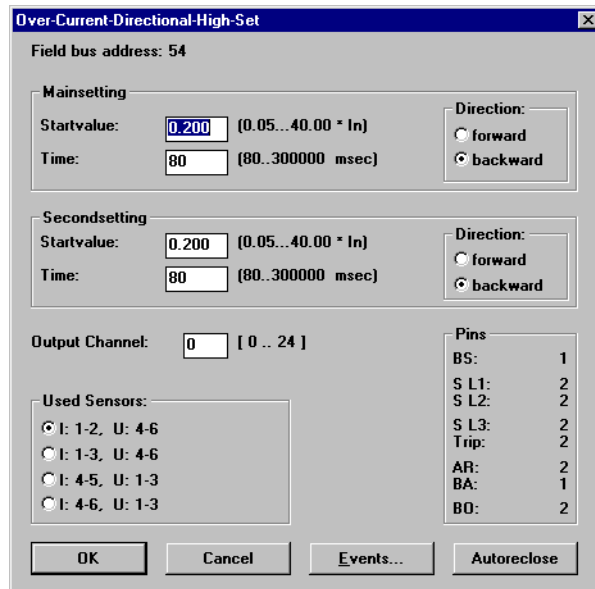 Over-Current-Directional-High-Set
Field bus address: 54
Mainsetting
Startvalue: 0.200 (0.05...40.00 * In)
Time: 80 (80..300000 msec)
Direction:
forward
backward
Secondsetting
Startvalue: 0.200 (0.05...40.00 * In)
Time: 80 (80..300000 msec)
Direction:
forward
backward
Output Channel: 0 [ 0 .. 24 ]
Used Sensors:
I: 1-2, U: 4-6
I: 1-3, U: 4-6
I: 4-5, U: 1-3
I: 4-6, U: 1-3
Pins
BS: 1
S L1: 2
S L2: 2
S L3: 2
Trip: 2
AR: 2
BA: 1
BO: 2
OK Cancel Events... Autoreclose